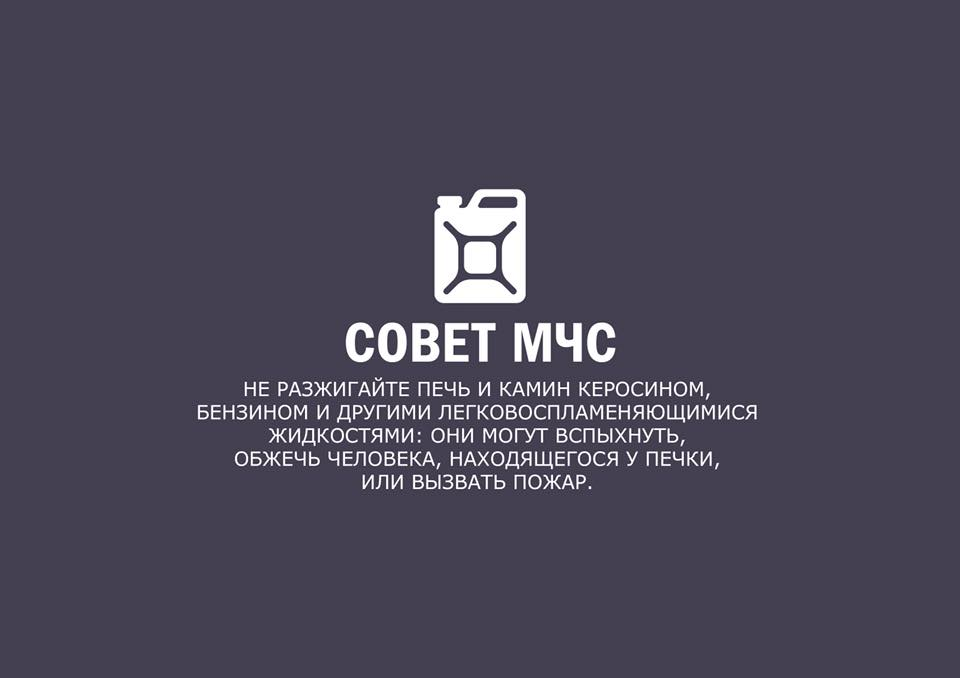 СОВЕТ МЧС
НЕ РАЗЖИГАЙТЕ ПЕЧЬ И КАМИН КЕРОСИНОМ,
БЕНЗИНОМ И ДРУГИМИ ЛЕГКОВОСПЛАМЕНЯЮЩИМИСЯ
ЖИДКОСТЯМИ: ОНИ МОГУТ ВСПЫХНУТЬ,
ОБЖЕЧЬ ЧЕЛОВЕКА, НАХОДЯЩЕГОСЯ У ПЕЧКИ,
ИЛИ ВЫЗВАТЬ ПОЖАР.